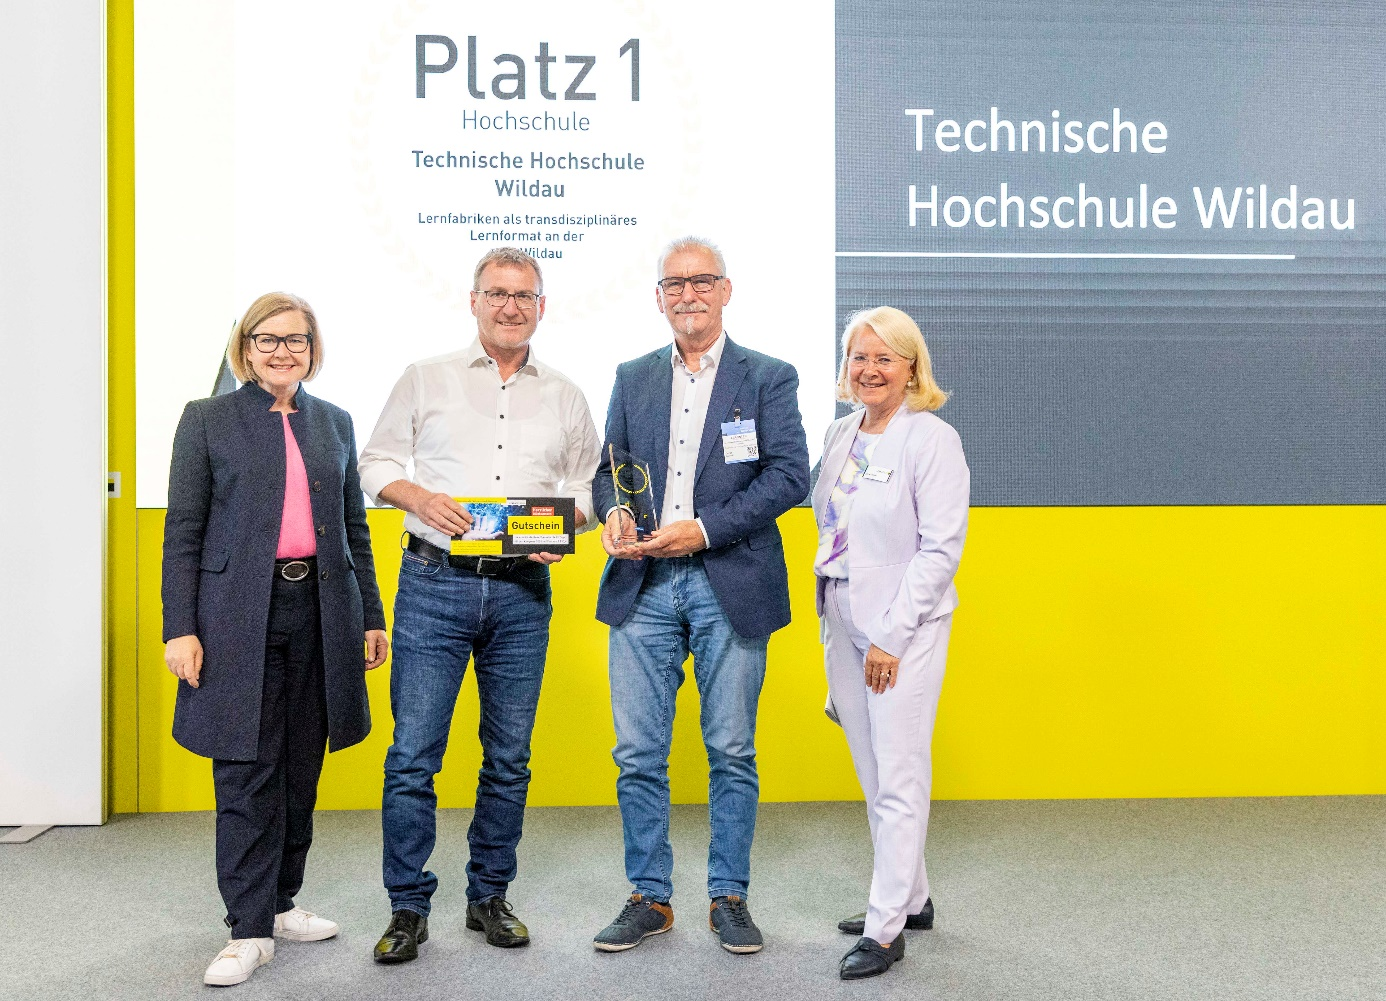 Platz 1
Hochschule
Technische Hochschule
Wildau
Lernfabriken als transdisziplinäres
Lernformat an der
Wildau
Technische
Hochschule Wildau
Gutschein